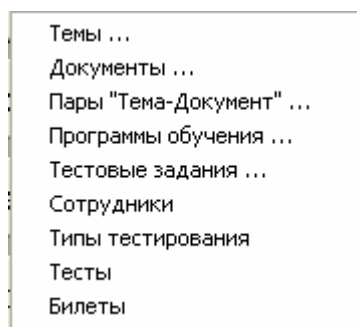 Темы ...
Документы ...
Пары "Тема-Документ" ...
Программы обучения ...
Тестовые задания ...
Сотрудники
Типы тестирования
Тесты
Билеты